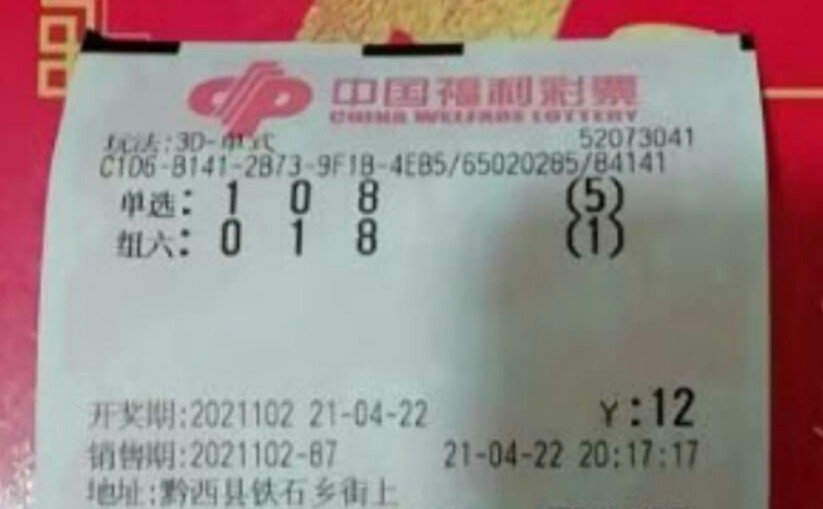 中国福利彩票
CHINA WELFARE LOTTERY
玩法:3D-单式 52073041
C1D6-B141-2B73-9F1B-4EB5/65020285/84141
单选: 1 0 8 (5)
组六: 0 1 8 (1)
开奖期:2021102 21-04-22 Y:12
销售期:2021102-87 21-04-22 20:17:17
地址:黔西县铁石乡街上